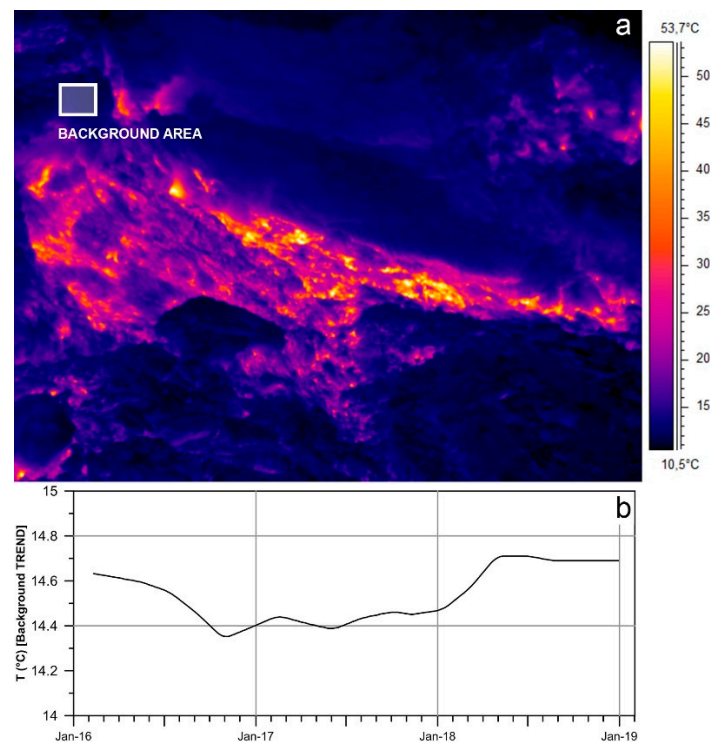 a
53,7°C
50
45
40
35
30
25
20
15
10,5°C
BACKGROUND AREA
b
T (°C) [Background TREND]
15
14.8
14.6
14.4
14.2
14
Jan-16
Jan-17
Jan-18
Jan-19